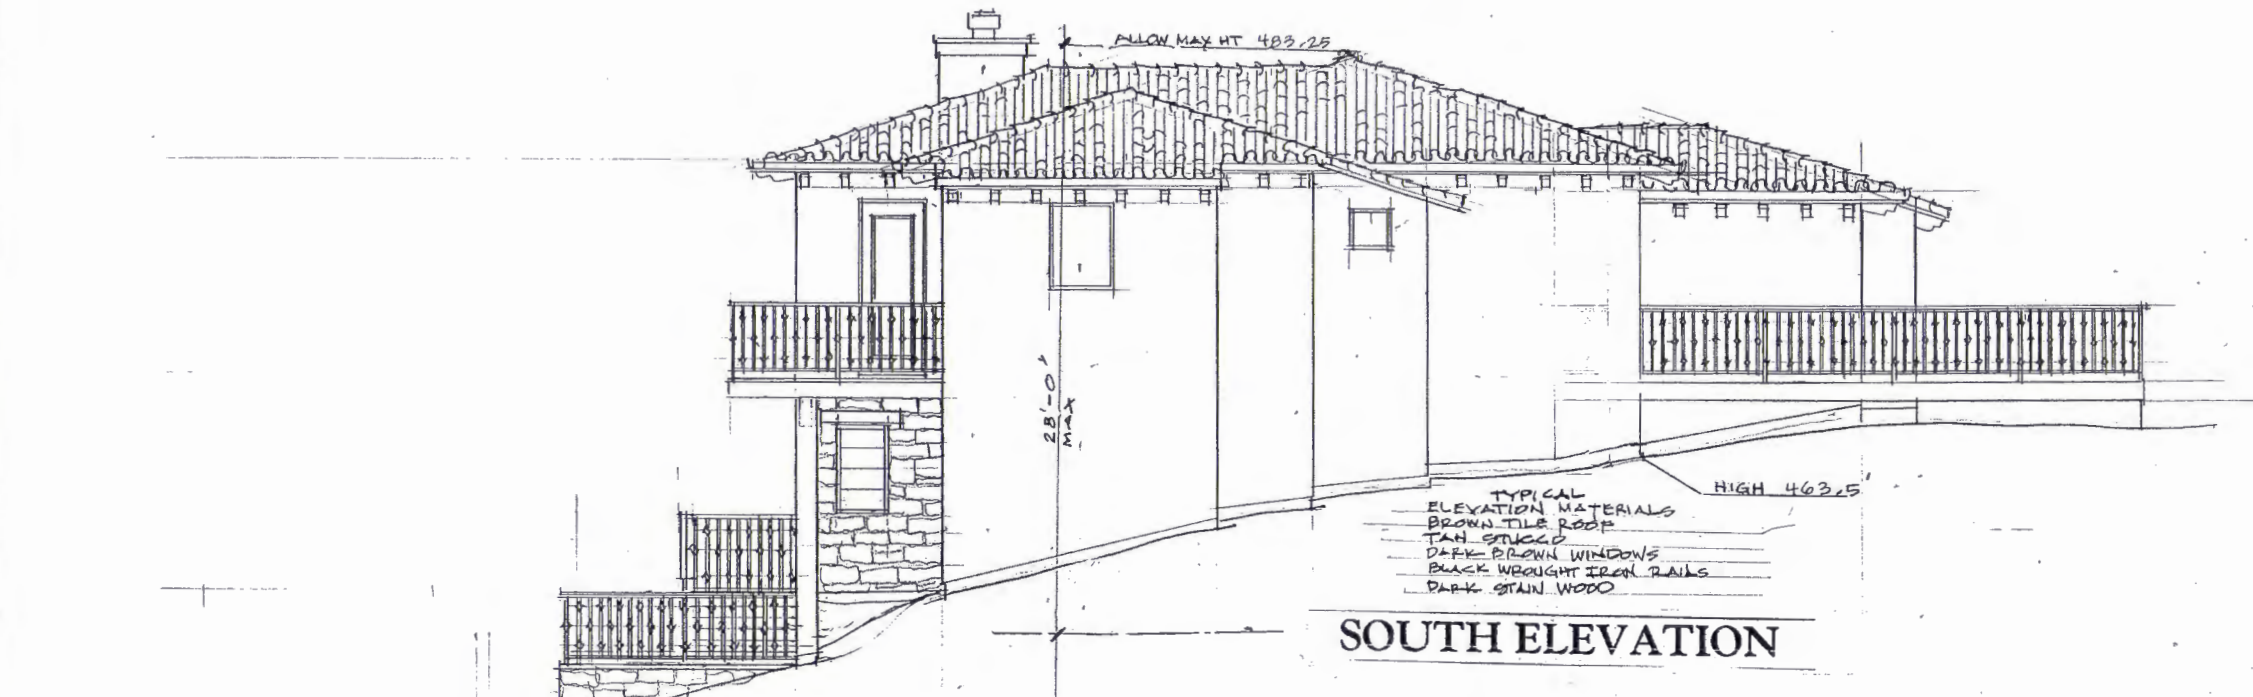 ALLOW MAX HT 483.25
28'-0"
MAX
HIGH 463.5'
TYPICAL
ELEVATION MATERIALS
BROWN TILE ROOF
TAN STUCCO
DARK BROWN WINDOWS
BLACK WROUGHT IRON RAILS
DARK STAIN WOOD
SOUTH ELEVATION